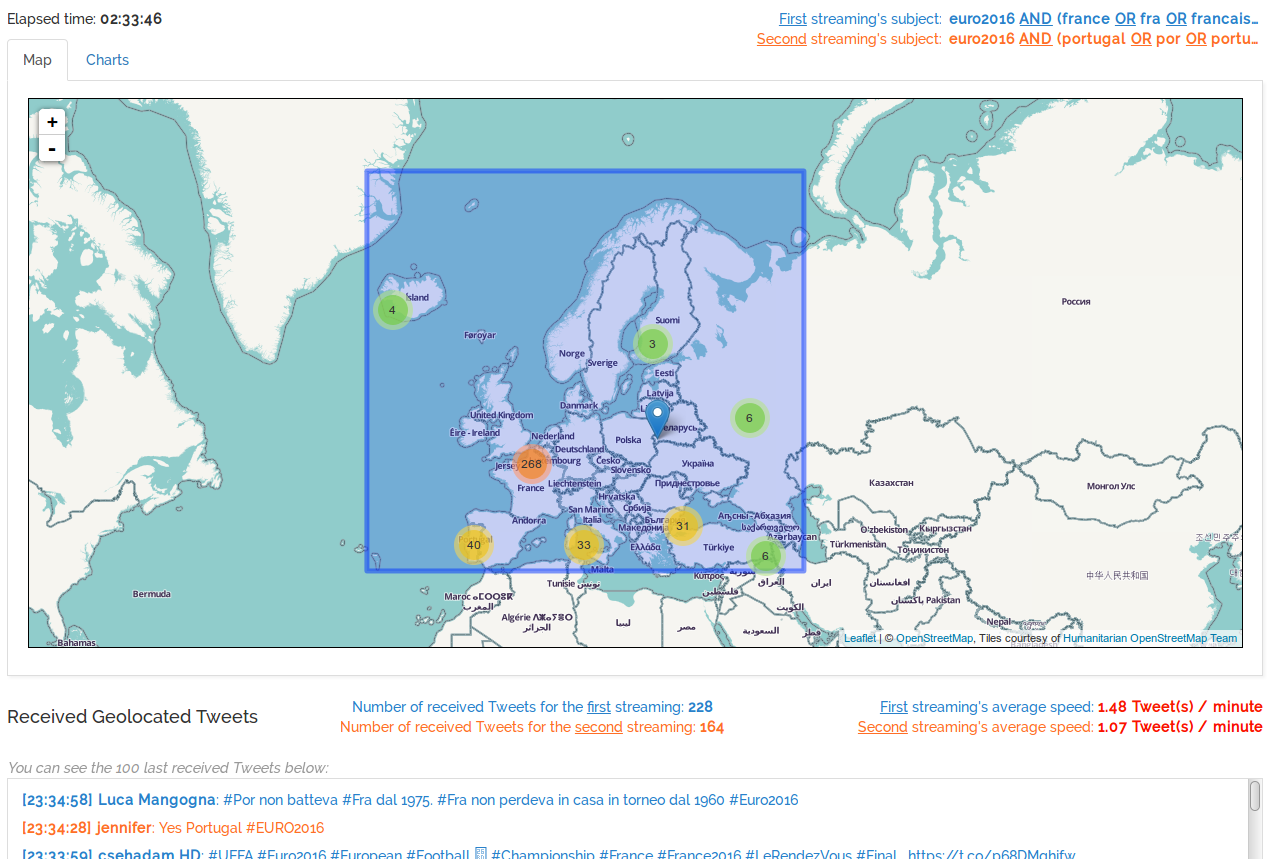 Elapsed time: 02:33:46
First streaming's subject: euro2016 AND (france OR fra OR francais…
Second streaming's subject: euro2016 AND (portugal OR por OR portu…
Map
Charts
+
-
Россия
Ísland
4
Føroyar
Suomi
3
Norge
Sverige
Eesti
Latvija
Danmark
United Kingdom
6
Éire - Ireland
Nederland
Polska
Беларусь
Deutschland
Jersey
268
Česko
Slovensko
Україна
France
Liechtenstein
Приднестровье
Казахстан
Монгол Улс
Hrvatska
San Marino
Србија
Andorra
Italia
31
Аҧсны - Абхазия
Македонија
საქართველო
O'zbekiston
Кыргызстан
Azərbaycan
Türkmenistan
Тоҷикистон
40
33
Ελλάδα
Türkiye
6
Malta
Κύπρος
Tunisie تونس
العراق
ایران
افغانستان
中华人民共和国
Bermuda
Maroc ⵍⵎⵖⵔⵉⴱ
المغرب
فلسطين
پاکستان Pakistan
الكويت
Algérie
الجزائر
ليبيا
مصر
السعودية
قطر
Nepal
Bahamas
Leaflet | © OpenStreetMap, Tiles courtesy of Humanitarian OpenStreetMap Team
Received Geolocated Tweets
Number of received Tweets for the first streaming: 228
Number of received Tweets for the second streaming: 164
First streaming's average speed: 1.48 Tweet(s) / minute
Second streaming's average speed: 1.07 Tweet(s) / minute
You can see the 100 last received Tweets below:
[23:34:58] Luca Mangogna: #Por non batteva #Fra dal 1975. #Fra non perdeva in casa in torneo dal 1960 #Euro2016
[23:34:28] jennifer: Yes Portugal #EURO2016
[23:33:59] csehadam HD: #UEFA #Euro2016 #European #Football #Championship #France #France2016 #LeRendezVous #Final